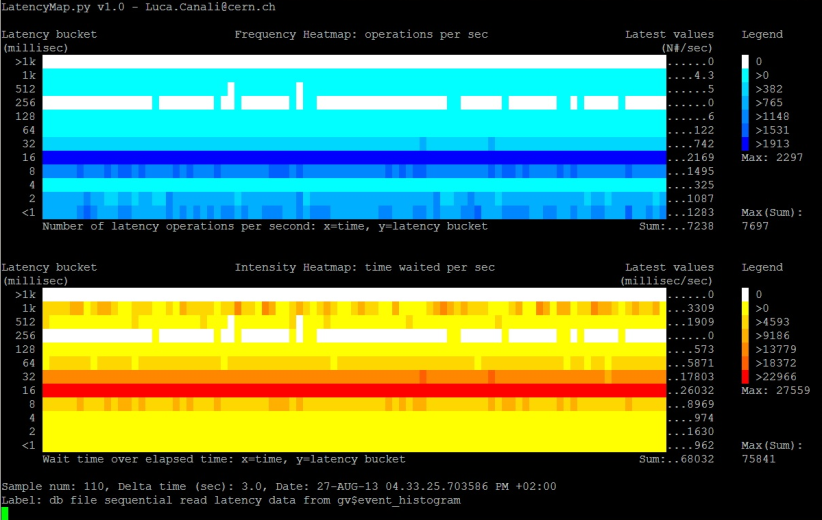 LatencyMap.py v1.0 - Luca.Canali@cern.ch
Latency bucket Frequency Heatmap: operations per sec Latest values Legend
(millisec) (N#/sec)
>1k ......0 0
1k ....4.3 >0
512 ......5 >382
256 ......0 >765
128 ......6 >1148
64 ....122 >1531
32 ....742 >1913
16 ...2169 Max: 2297
8 ...1495
4 ....325
2 ...1087
<1 ...1283 Max(Sum):
Number of latency operations per second: x=time, y=latency bucket Sum:..7238 7697
Latency bucket Intensity Heatmap: time waited per sec Latest values Legend
(millisec) (millisec/sec)
>1k ......0 0
1k ...3309 >0
512 ...1909 >4593
256 ......0 >9186
128 ....573 >13779
64 ...5871 >18372
32 ..17803 >22966
16 ..26032 Max: 27559
8 ...8969
4 ....974
2 ...1630
<1 ....962 Max(Sum):
Wait time over elapsed time: x=time, y=latency bucket Sum:..68032 75841
Sample num: 110, Delta time (sec): 3.0, Date: 27-AUG-13 04.33.25.703586 PM +02:00
Label: db file sequential read latency data from gv$event_histogram